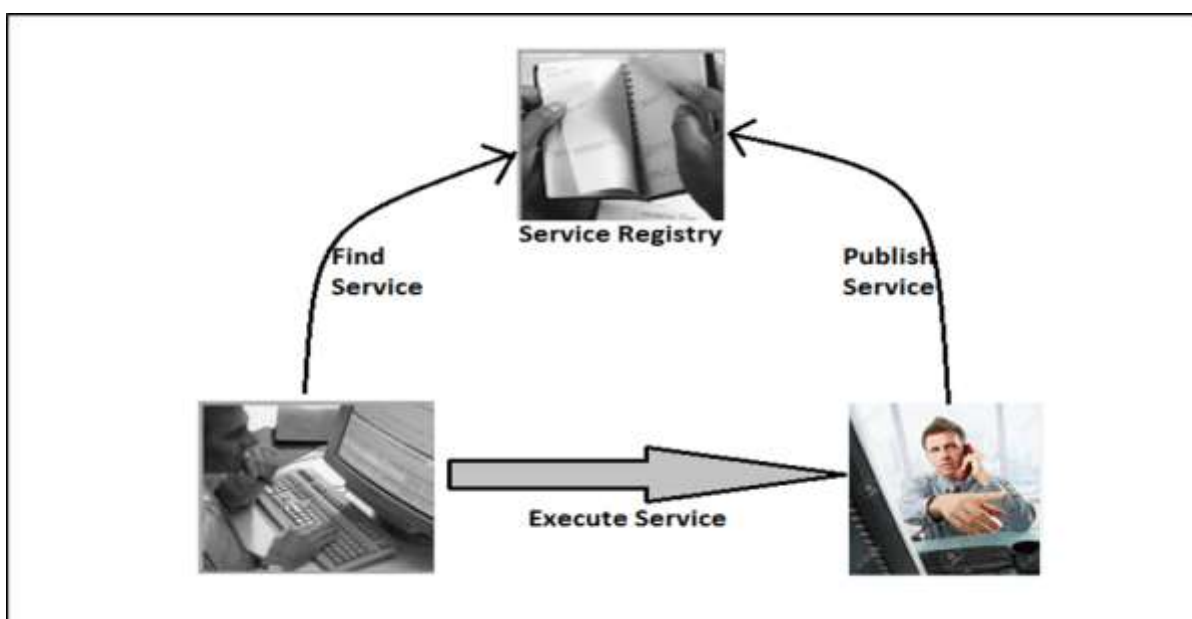 Service Registry
Find
Service
Publish
Service
Execute Service